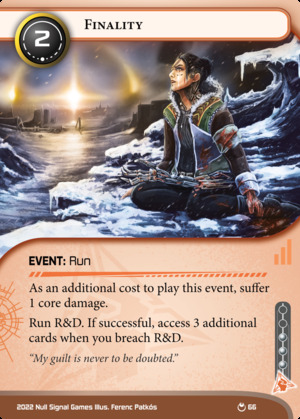 2
FINALITY
EVENT: Run
As an additional cost to play this event, suffer
1 core damage.
Run R&D. If successful, access 3 additional
cards when you breach R&D.
“My guilt is never to be doubted.”
2022 Null Signal Games Illus. Ferenc Patkós
66